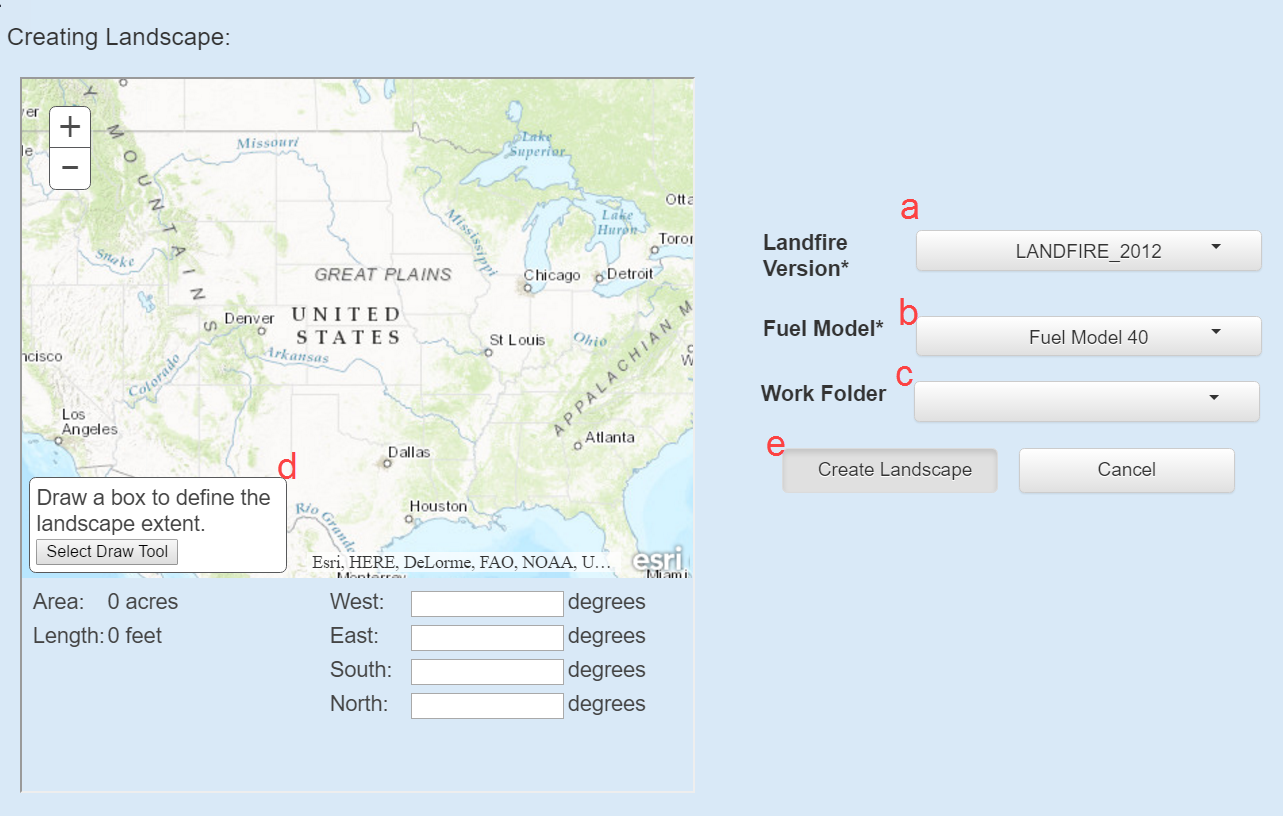 Creating Landscape:
+
−
Missouri
Lake
Superior
MOUNTAINS
Otta
Lake
Huron
Toron
Mississippi
Snake
GREAT PLAINS
Chicago
Detroit
Denver
UNITED
STATES
St Louis
Ohio
Arkansas
ncisco
Colorado
APPALACHIAN M
W
Los
Angeles
Atlanta
Dallas
d
Draw a box to define the
landscape extent.
Select Draw Tool
Rio Grande
Houston
Esri, HERE, DeLorme, FAO, NOAA, U...
esri
Monterrey
Miami
Area: 0 acres
Length: 0 feet
West: degrees
East: degrees
South: degrees
North: degrees
a
Landfire
Version*
LANDFIRE_2012
b
Fuel Model*
Fuel Model 40
c
Work Folder
e
Create Landscape
Cancel